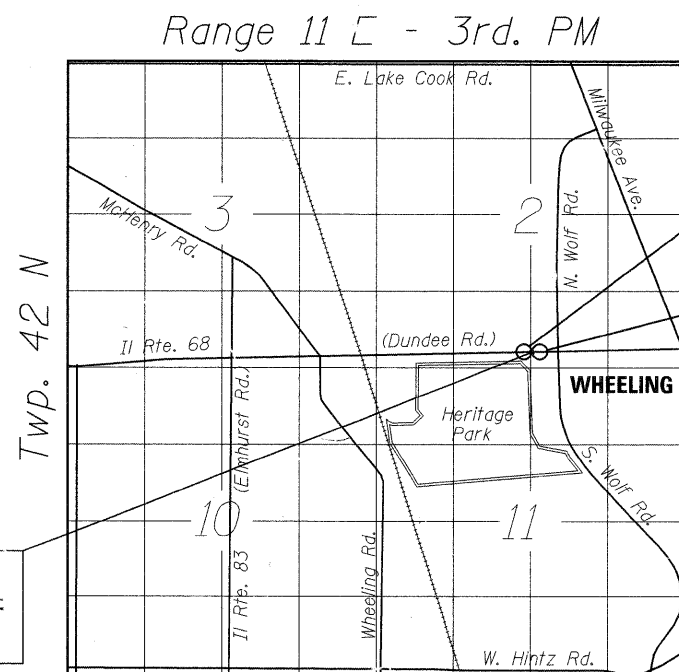 Range 11 E - 3rd. PM
E. Lake Cook Rd.
Milwaukee Ave.
McHenry Rd.
3
2
N. Wolf Rd.
Twp. 42 N
Il Rte. 68
(Dundee Rd.)
WHEELING
(Elmhurst Rd.)
Heritage
Park
S. Wolf Rd.
10
11
Il Rte. 83
Wheeling Rd.
W. Hintz Rd.